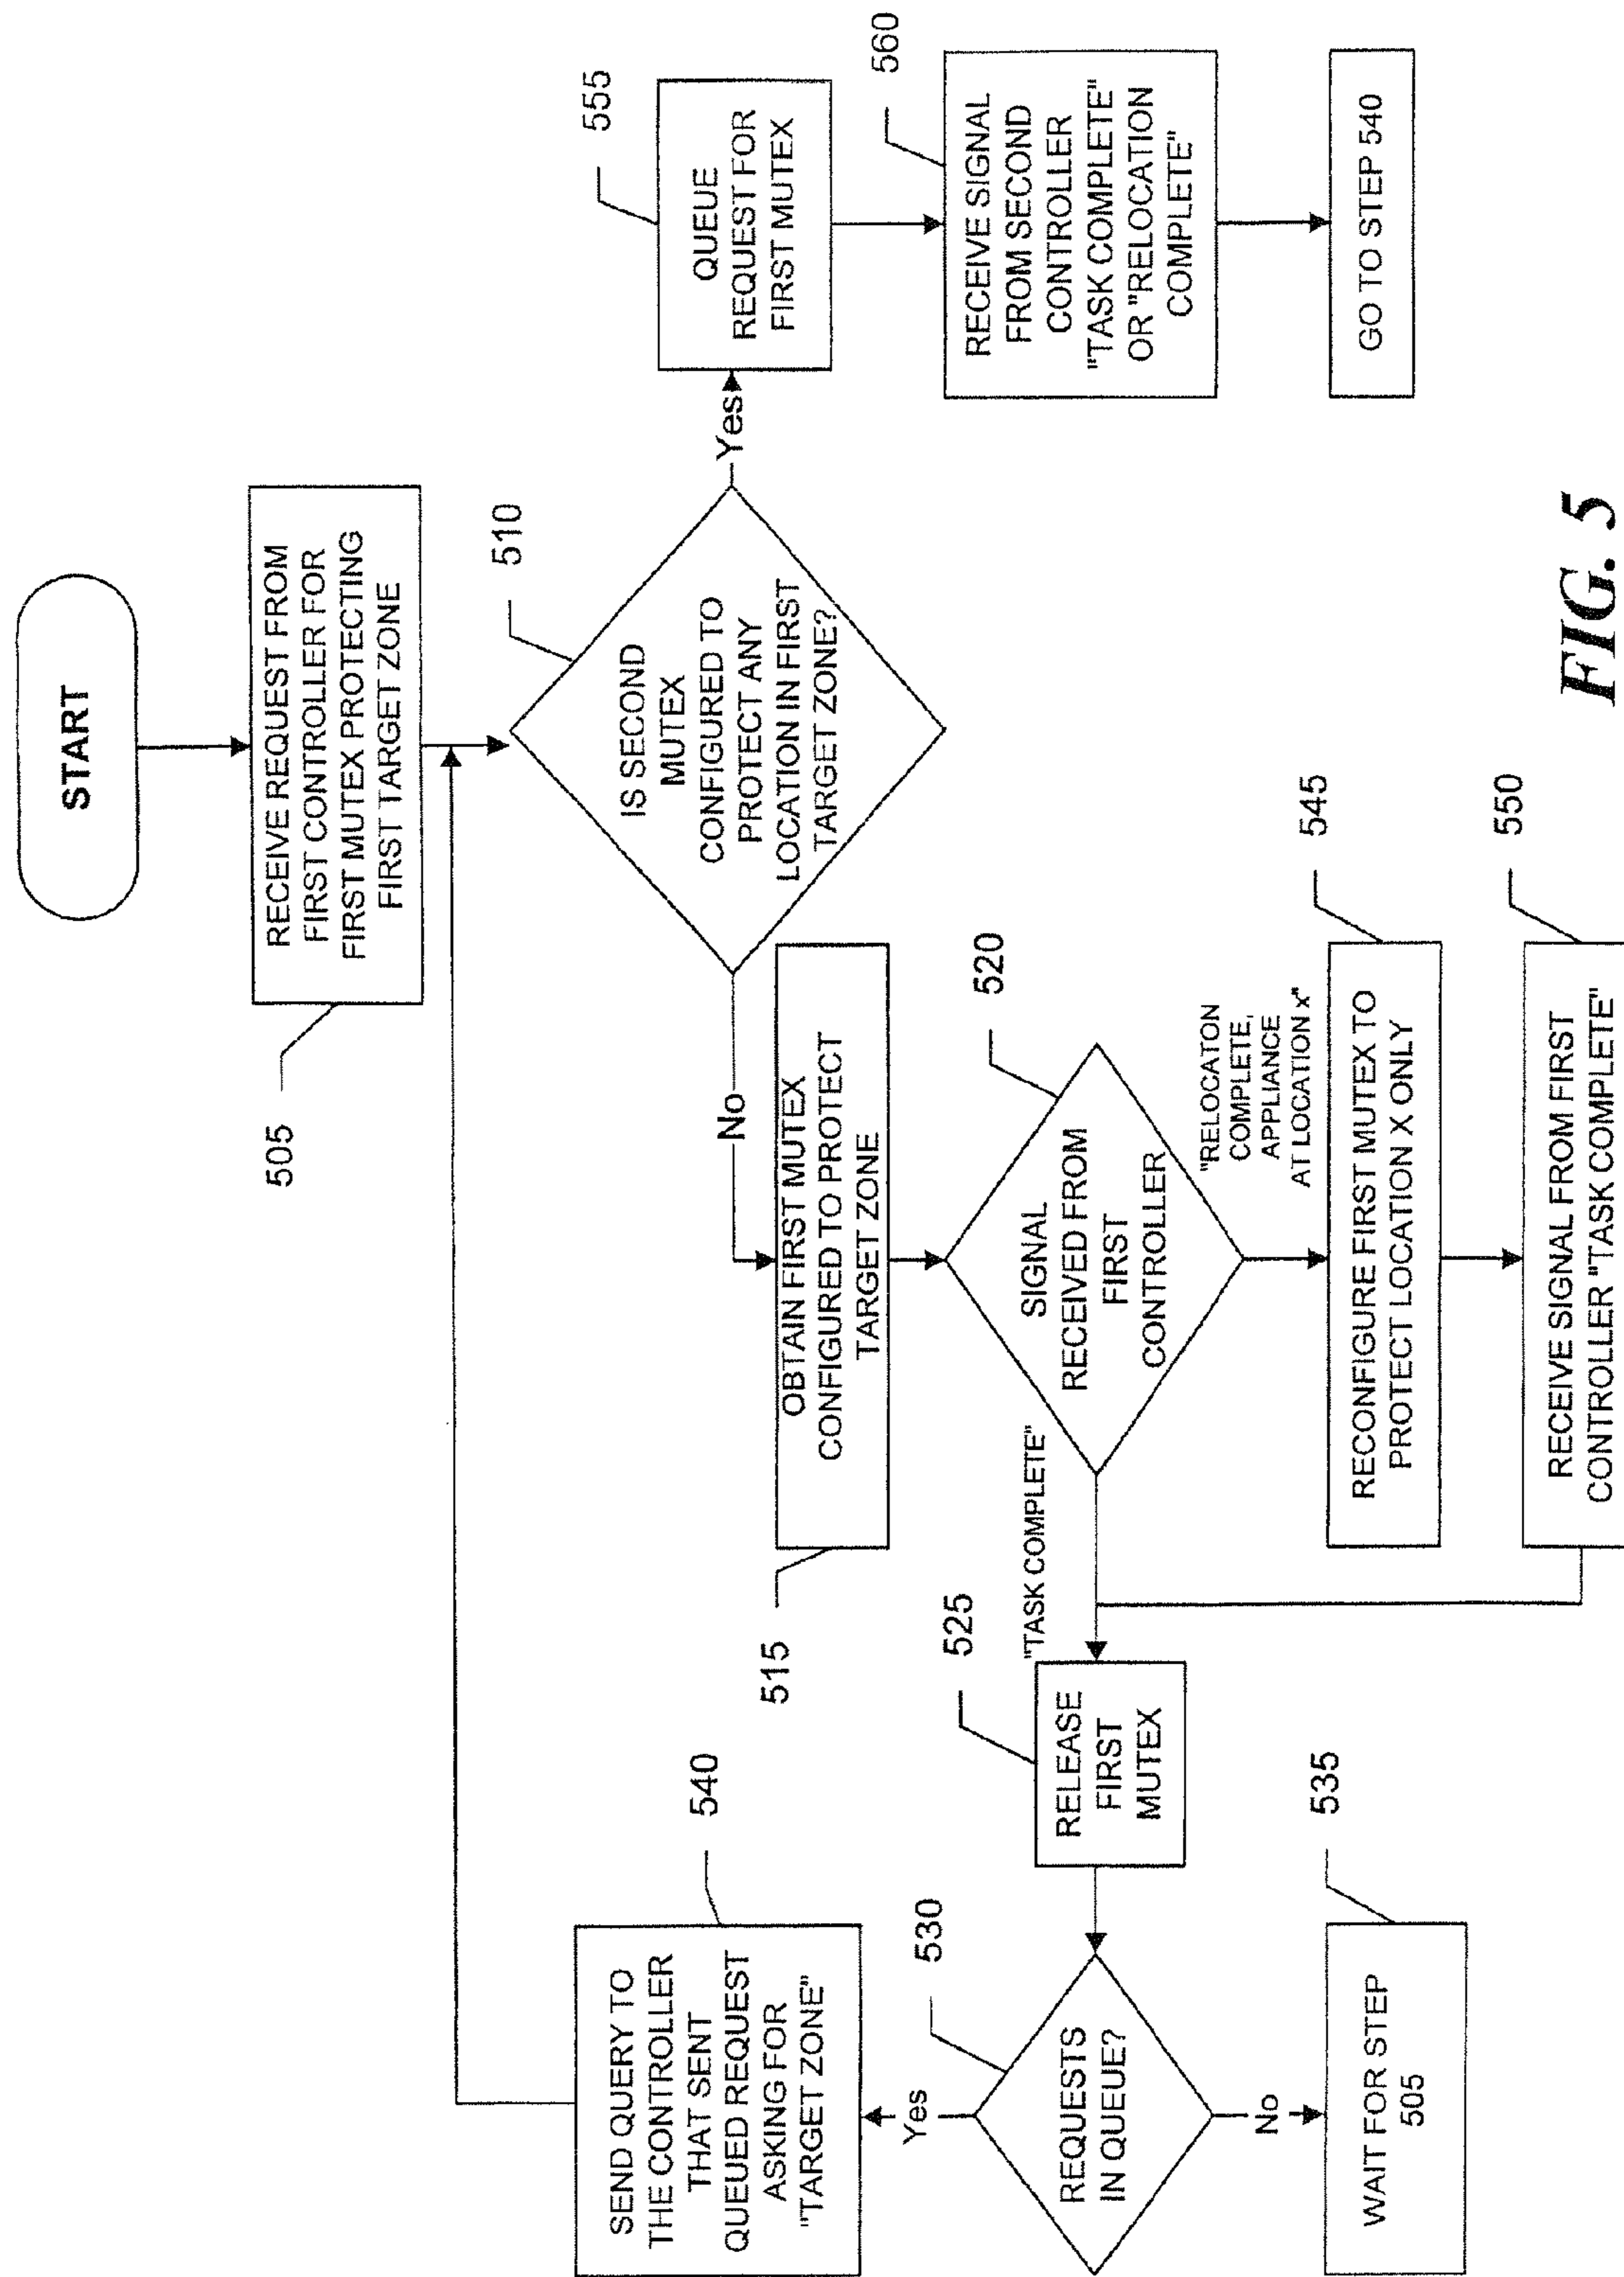 START
RECEIVE REQUEST FROM
FIRST CONTROLLER FOR
FIRST MUTEX PROTECTING
FIRST TARGET ZONE
505
510
IS SECOND
MUTEX
CONFIGURED TO
PROTECT ANY
LOCATION IN FIRST
TARGET ZONE?
Yes
555
QUEUE
REQUEST FOR
FIRST MUTEX
560
RECEIVE SIGNAL
FROM SECOND
CONTROLLER
"TASK COMPLETE"
OR "RELOCATION
COMPLETE"
GO TO STEP 540
No
OBTAIN FIRST MUTEX
CONFIGURED TO PROTECT
TARGET ZONE
515
520
SIGNAL
RECEIVED FROM
FIRST
CONTROLLER
"RELOCATON
COMPLETE,
APPLIANCE
AT LOCATION x"
545
RECONFIGURE FIRST MUTEX TO
PROTECT LOCATION X ONLY
550
RECEIVE SIGNAL FROM FIRST
CONTROLLER "TASK COMPLETE"
"TASK COMPLETE"
525
RELEASE
FIRST
MUTEX
530
REQUESTS
IN QUEUE?
Yes
540
SEND QUERY TO
THE CONTROLLER
THAT SENT
QUEUED REQUEST
ASKING FOR
"TARGET ZONE"
No
535
WAIT FOR STEP
505
FIG. 5